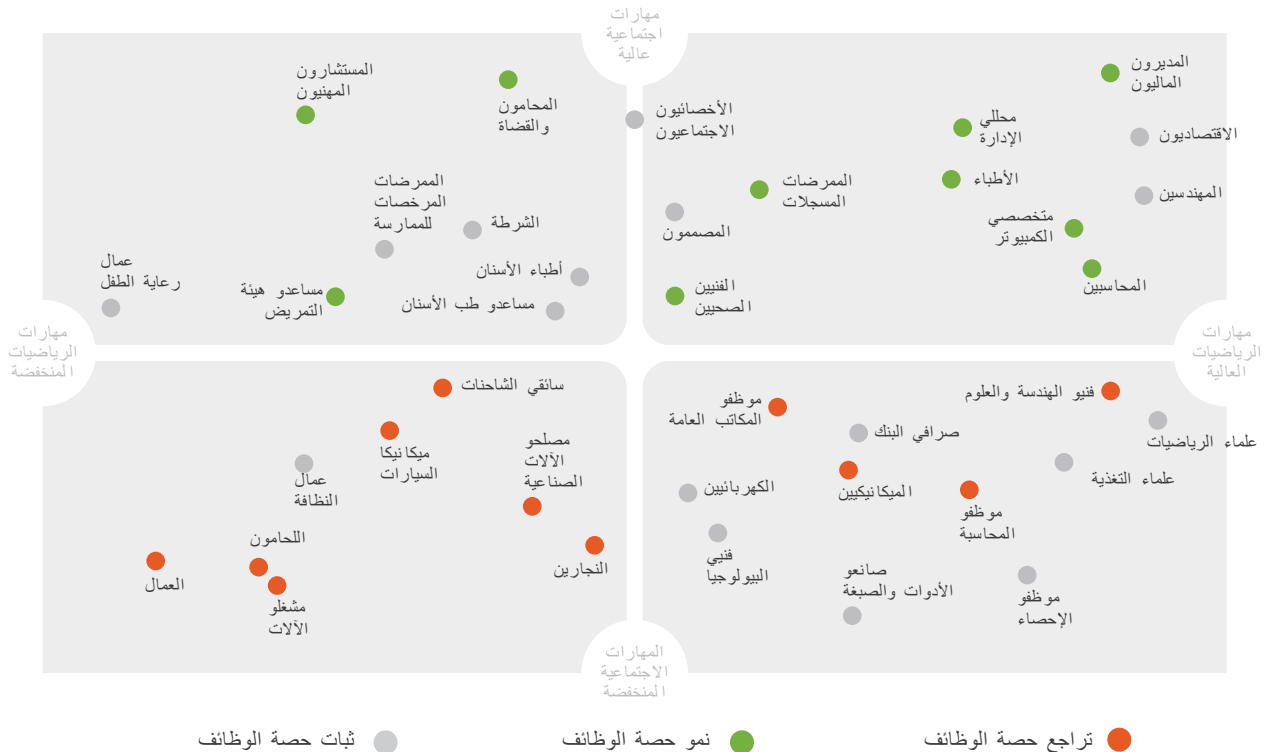 مهارات
اجتماعية
عالية
المديرون
الماليون
محللي
الإدارة
الاقتصاديون
الأطباء
المهندسين
متخصصي
الكمبيوتر
المحاسبين
الممرضات
المسجلات
المصممون
الفنيين
الصحيين
الأخصائيون
الاجتماعيون
المحامون
والقضاة
المستشارون
المهنيون
الممرضات
المرخصات
للممارسة
الشرطة
أطباء الأسنان
مساعدو طب الأسنان
مساعدو هيئة
التمريض
عمال
رعاية الطفل
مهارات
الرياضيات
العالية
مهارات
الرياضيات
المنخفضة
فنيو الهندسة والعلوم
علماء الرياضيات
علماء التغذية
موظفو
المكاتب العامة
صرافي البنك
الميكانيكيين
موظفو
المحاسبة
الكهربائيين
فنيي
البيولوجيا
صانعو
الأدوات والصبغة
موظفو
الإحصاء
سائقي الشاحنات
ميكانيكا
السيارات
مصلحو
الآلات
الصناعية
عمال
النظافة
النجارين
اللحامون
العمال
مشغلو
الآلات
المهارات
الاجتماعية
المنخفضة
تراجع حصة الوظائف
نمو حصة الوظائف
ثبات حصة الوظائف